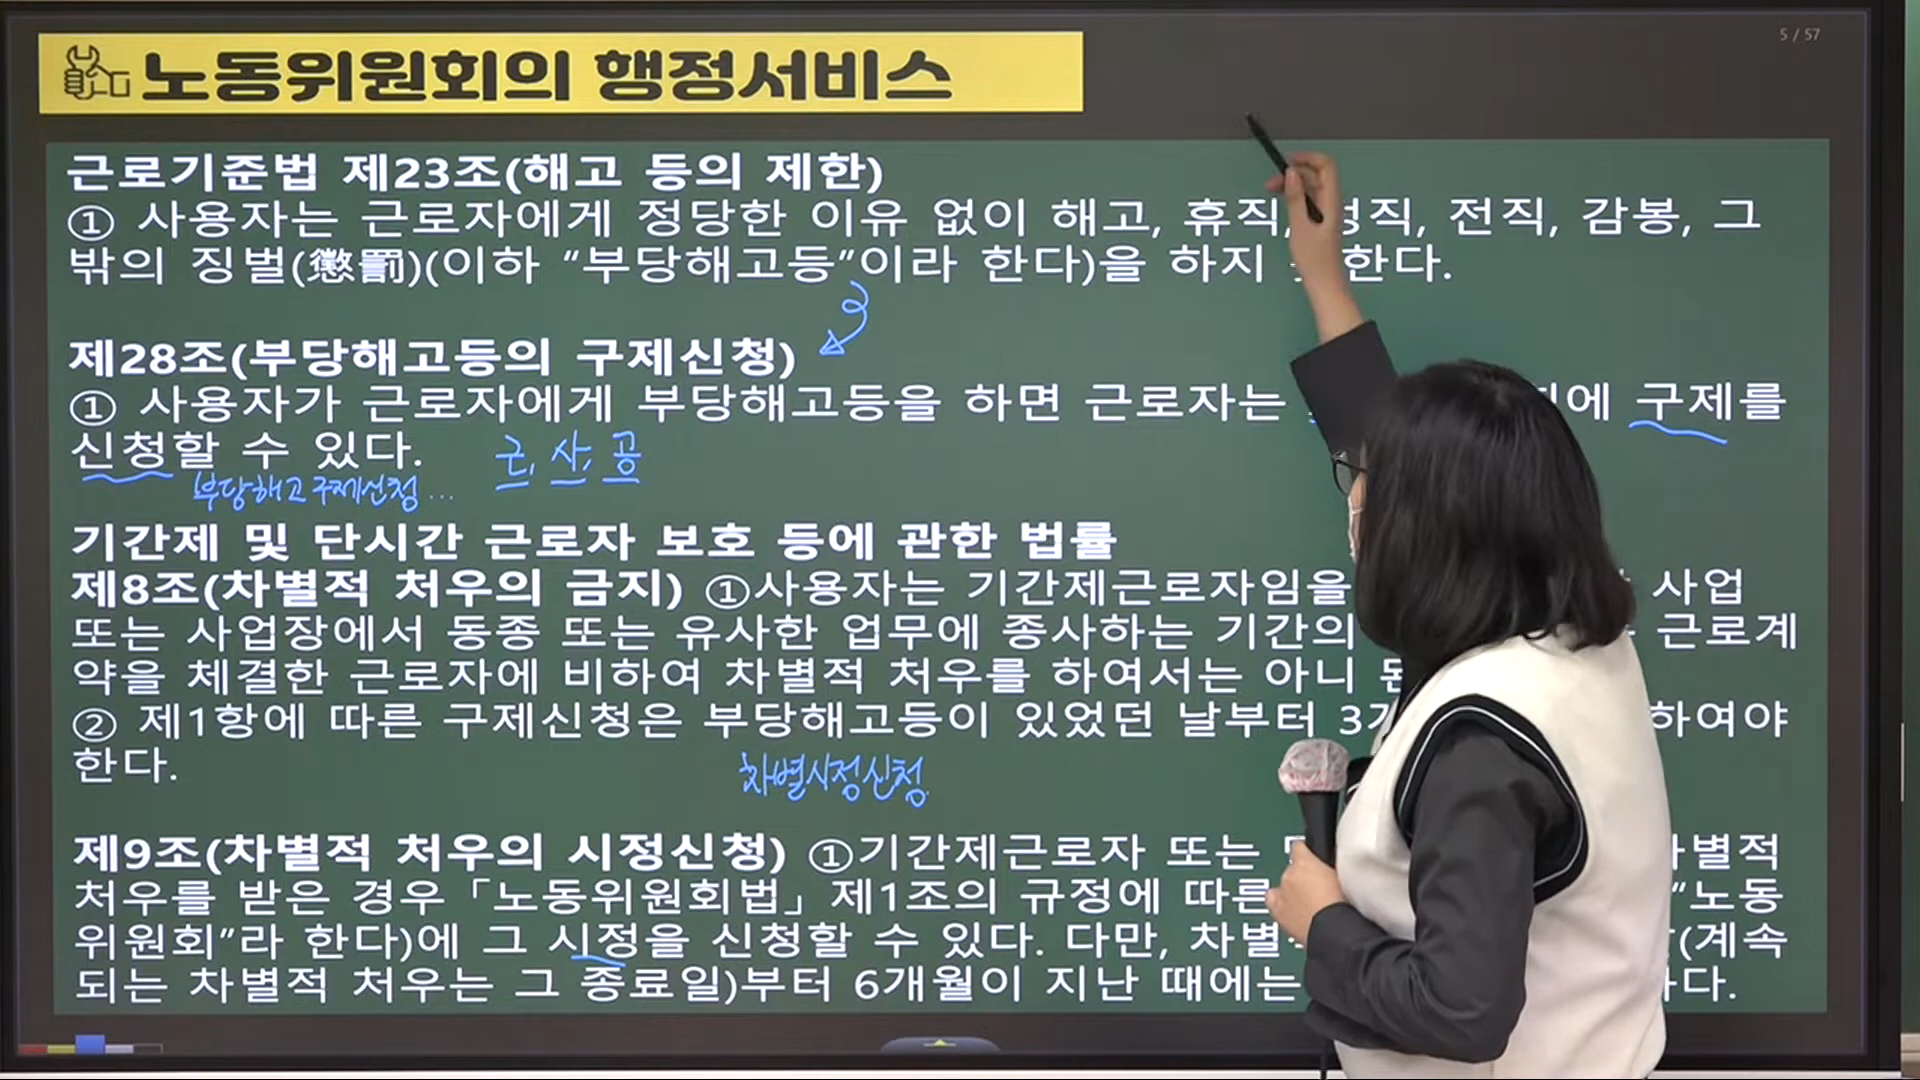 5 / 57
노동위원회의 행정서비스
근로기준법 제23조(해고 등의 제한)
① 사용자는 근로자에게 정당한 이유 없이 해고, 휴직, 전직, 감봉, 그
밖의 징벌(懲罰)(이하 "부당해고등"이라 한다)을 하지 한다.
제28조(부당해고등의 구제신청)
① 사용자가 근로자에게 부당해고등을 하면 근로자는 구제를
신청할 수 있다.
근, 사, 공
부당해고구제신청 ...
기간제 및 단시간 근로자 보호 등에 관한 법률
제8조(차별적 처우의 금지) ①사용자는 기간제근로자임을 사업
또는 사업장에서 동종 또는 유사한 업무에 종사하는 기간의 근로계
약을 체결한 근로자에 비하여 차별적 처우를 하여서는 아니
② 제1항에 따른 구제신청은 부당해고등이 있었던 날부터 하여야
한다.
차별시정신청
제9조(차별적 처우의 시정신청) ①기간제근로자 또는 차별적
처우를 받은 경우 「노동위원회법」 제1조의 규정에 따른 "노동
위원회"라 한다)에 그 시정을 신청할 수 있다. 다만, (계속
되는 차별적 처우는 그 종료일)부터 6개월이 지난 때에는